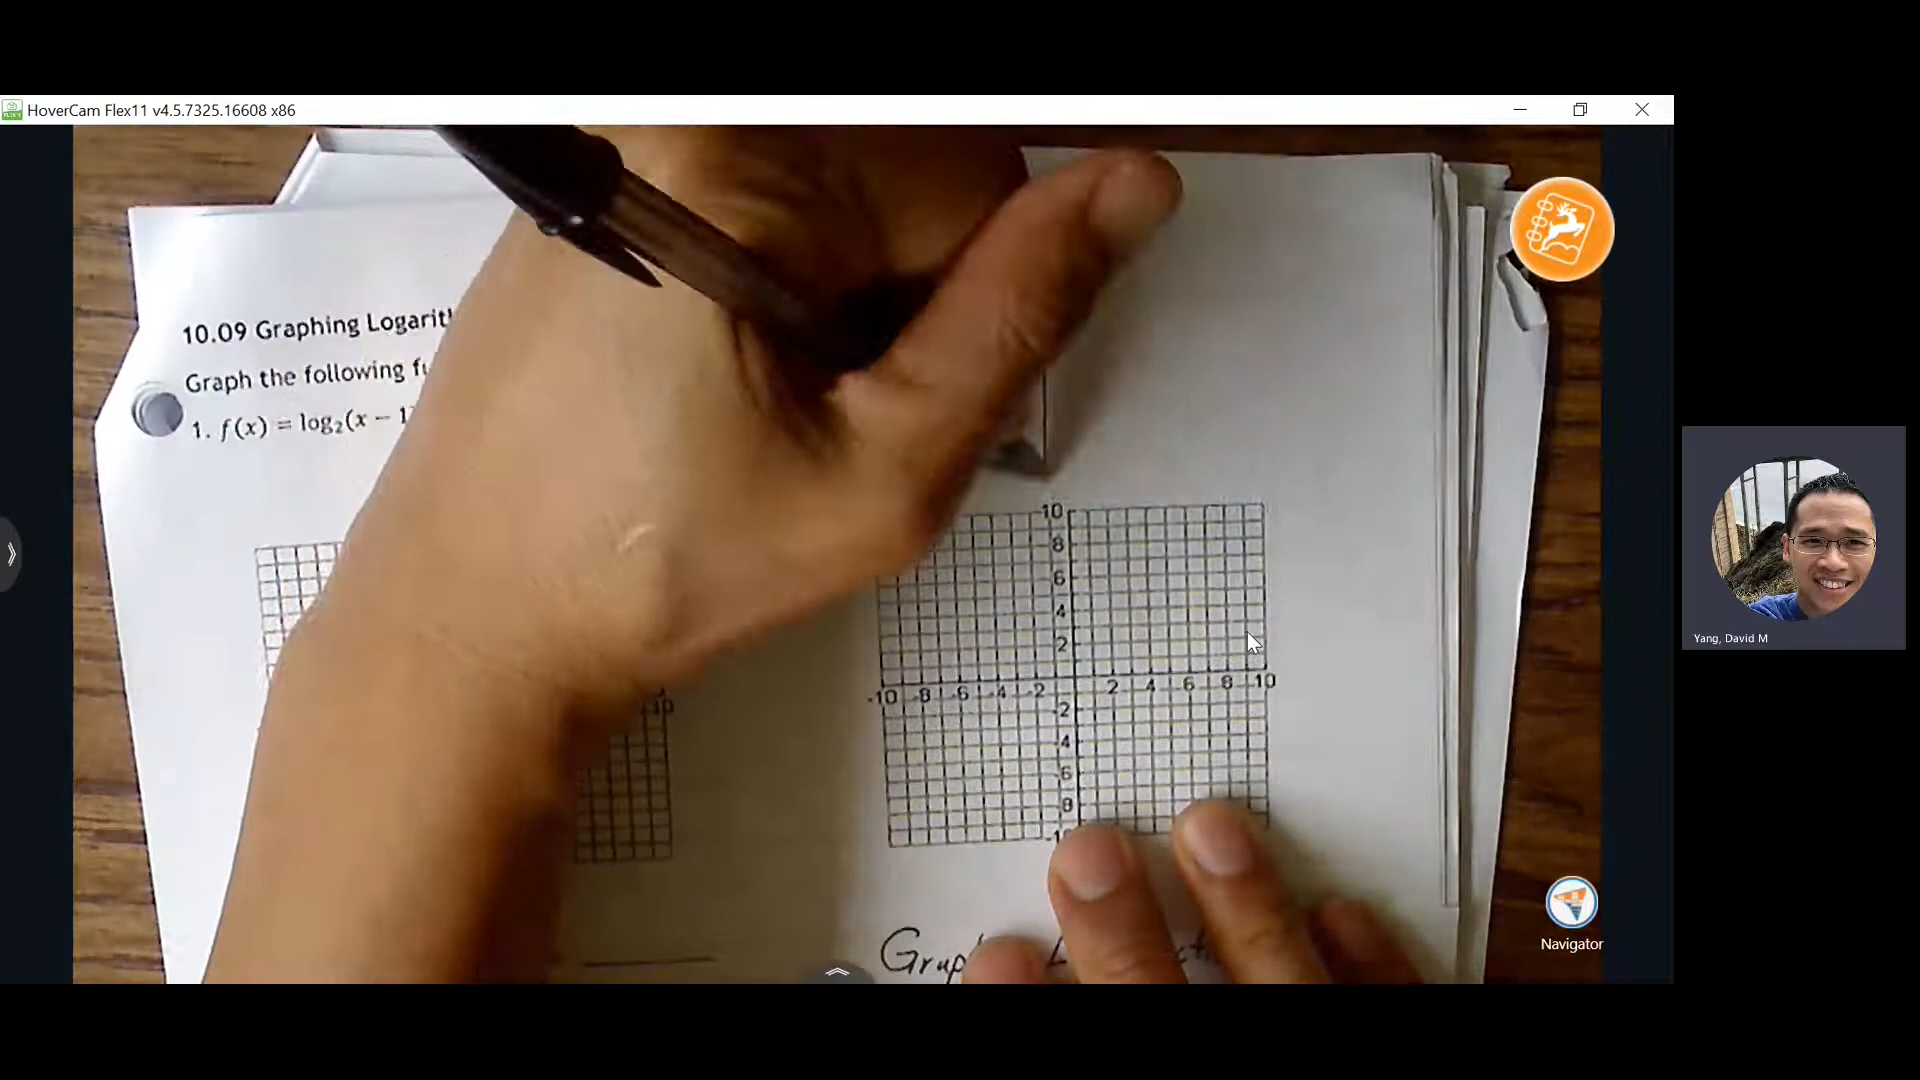 HoverCam Flex11 v4.5.7325.16608 x86
10.09 Graphing
Graph the following
1. f(x) = log₂(x − 1
10
8
6
4
2
-10 -8 -6 -4 -2 2 4 6 8 10
-2
-4
-6
8
10
Yang, David M
Navigator